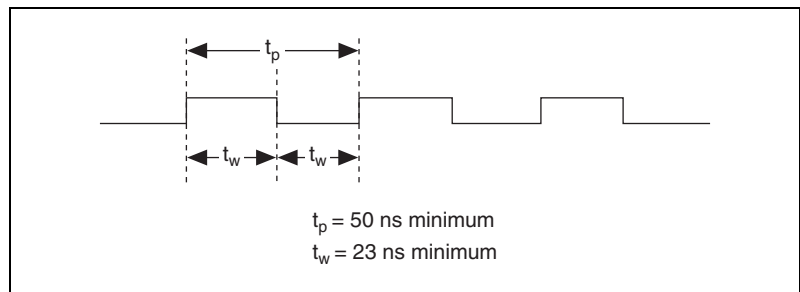 tp
tw tw
tp = 50 ns minimum
tw = 23 ns minimum